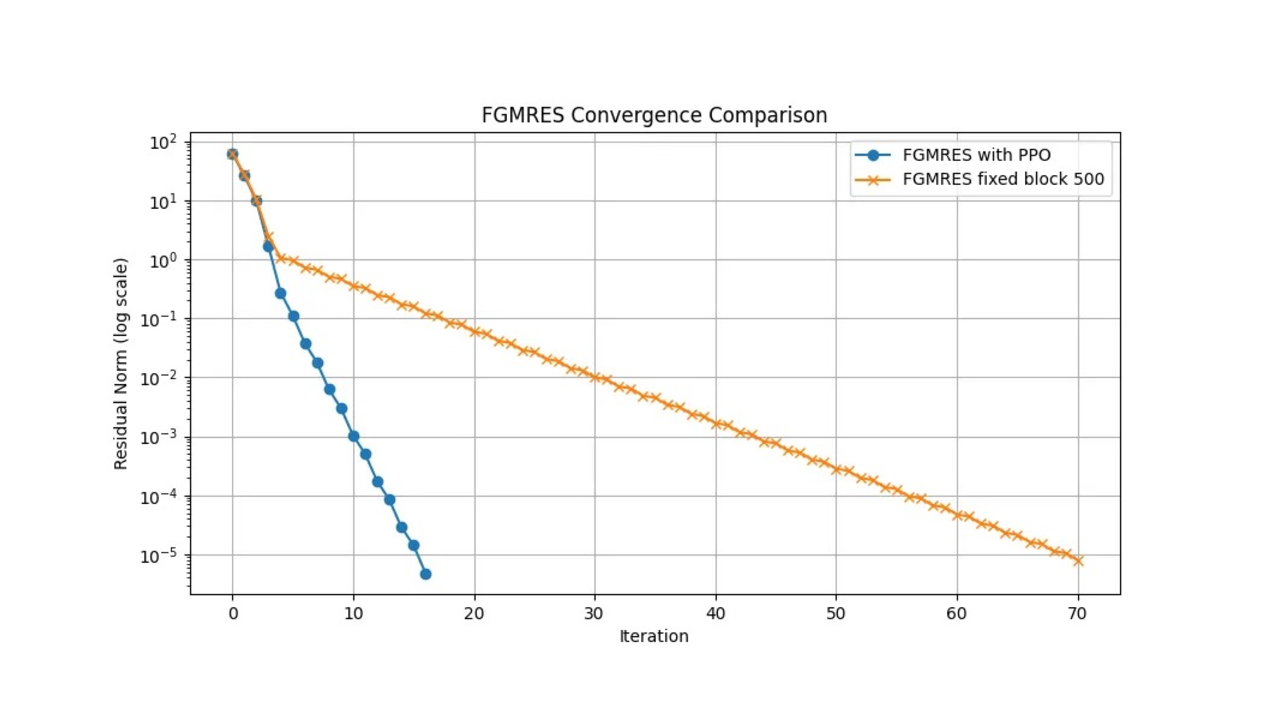 FGMRES Convergence Comparison
FGMRES with PPO
FGMRES fixed block 500
Residual Norm (log scale)
10²
10¹
10⁰
10⁻¹
10⁻²
10⁻³
10⁻⁴
10⁻⁵
0 10 20 30 40 50 60 70
Iteration